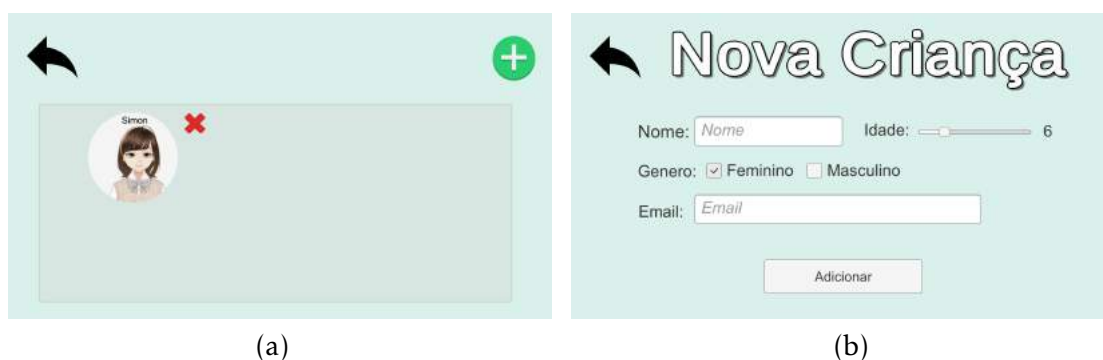 Simon
(a)
Nova Criança
Nome: Nome Idade: 6
Genero: Feminino Masculino
Email: Email
Adicionar
(b)